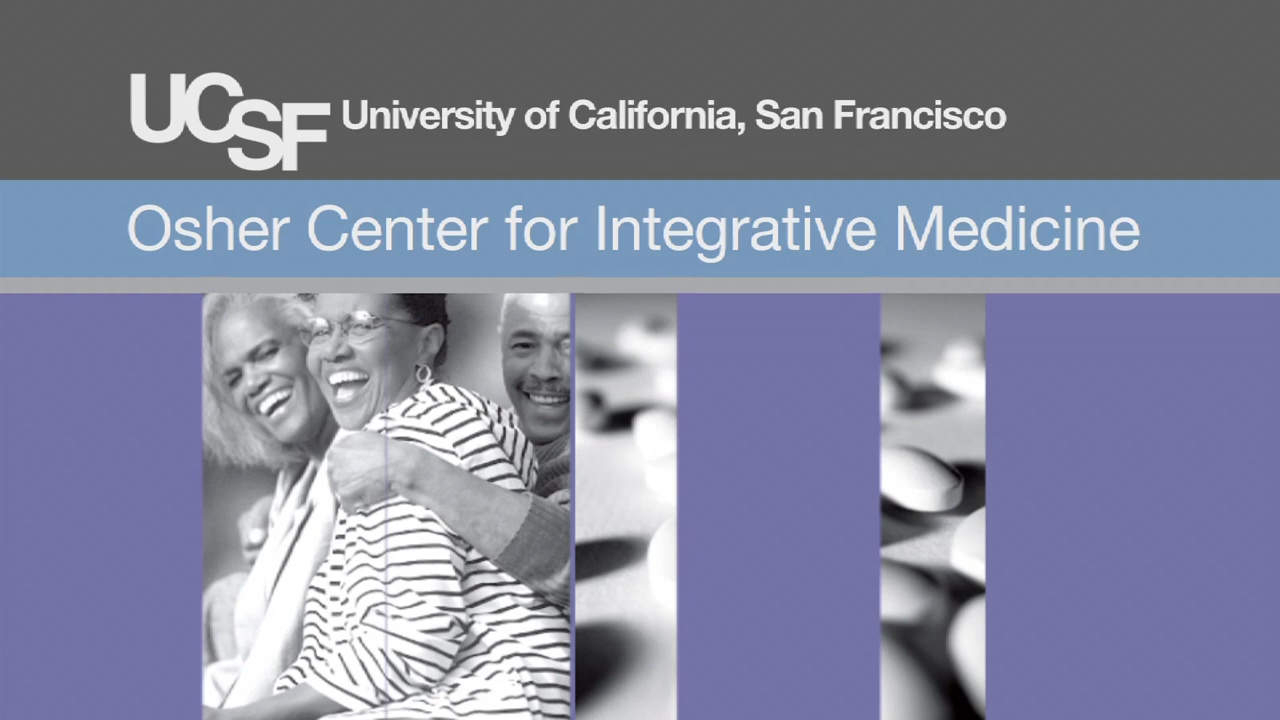 UCSF University of California, San Francisco
Osher Center for Integrative Medicine